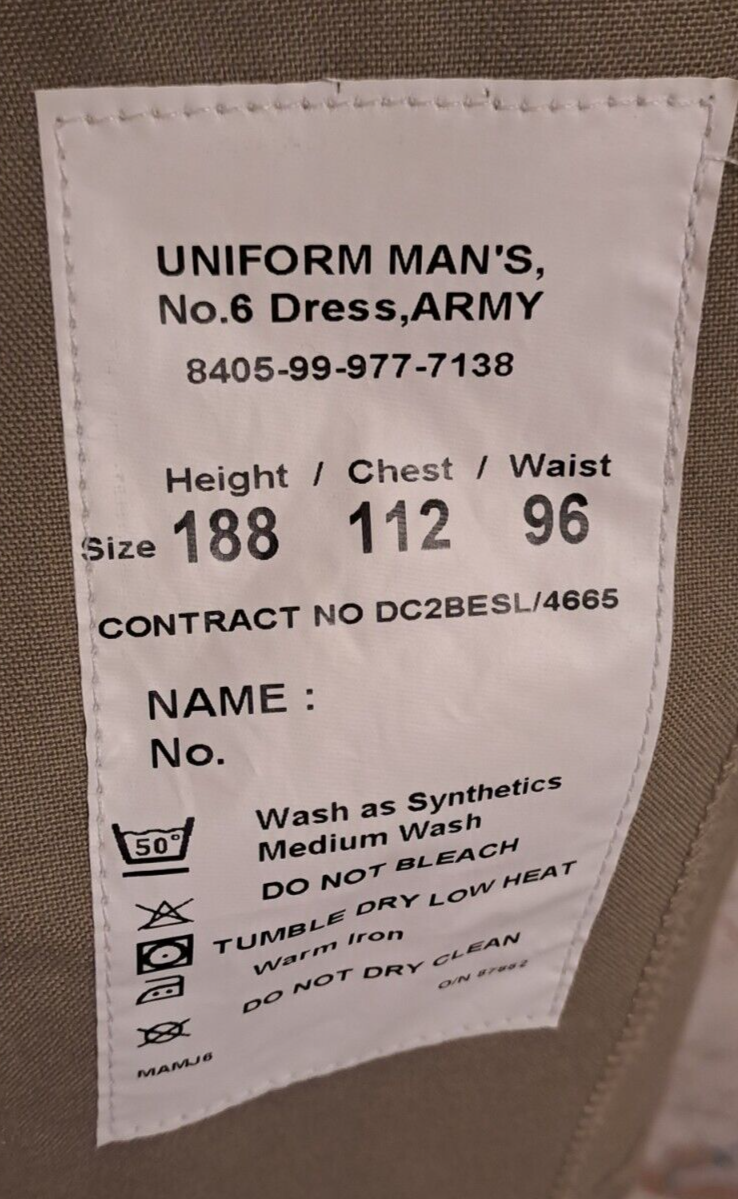 UNIFORM MAN'S,
No.6 Dress,ARMY
8405-99-977-7138
Height / Chest / Waist
Size 188 112 96
CONTRACT NO DC2BESL/4665
NAME :
No.
50° Wash as Synthetics
Medium Wash
DO NOT BLEACH
TUMBLE DRY LOW HEAT
Warm Iron
DO NOT DRY CLEAN
O/N
MAMJ6